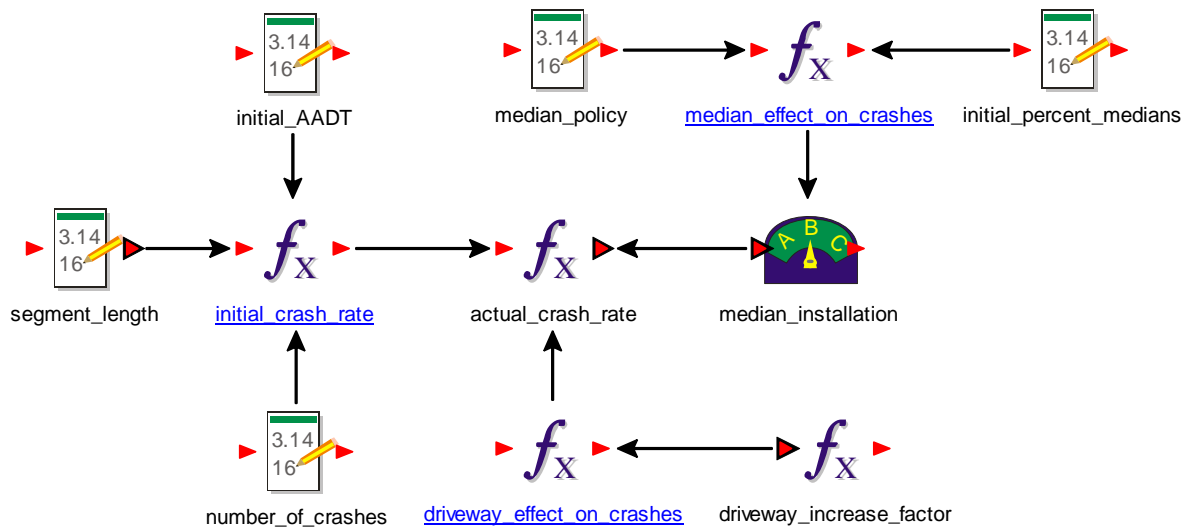 3.14
16
initial_AADT
3.14
16
median_policy
x
median_effect_on_crashes
3.14
16
initial_percent_medians
3.14
16
segment_length
x
initial_crash_rate
x
actual_crash_rate
A B C
median_installation
3.14
16
number_of_crashes
x
driveway_effect_on_crashes
x
driveway_increase_factor